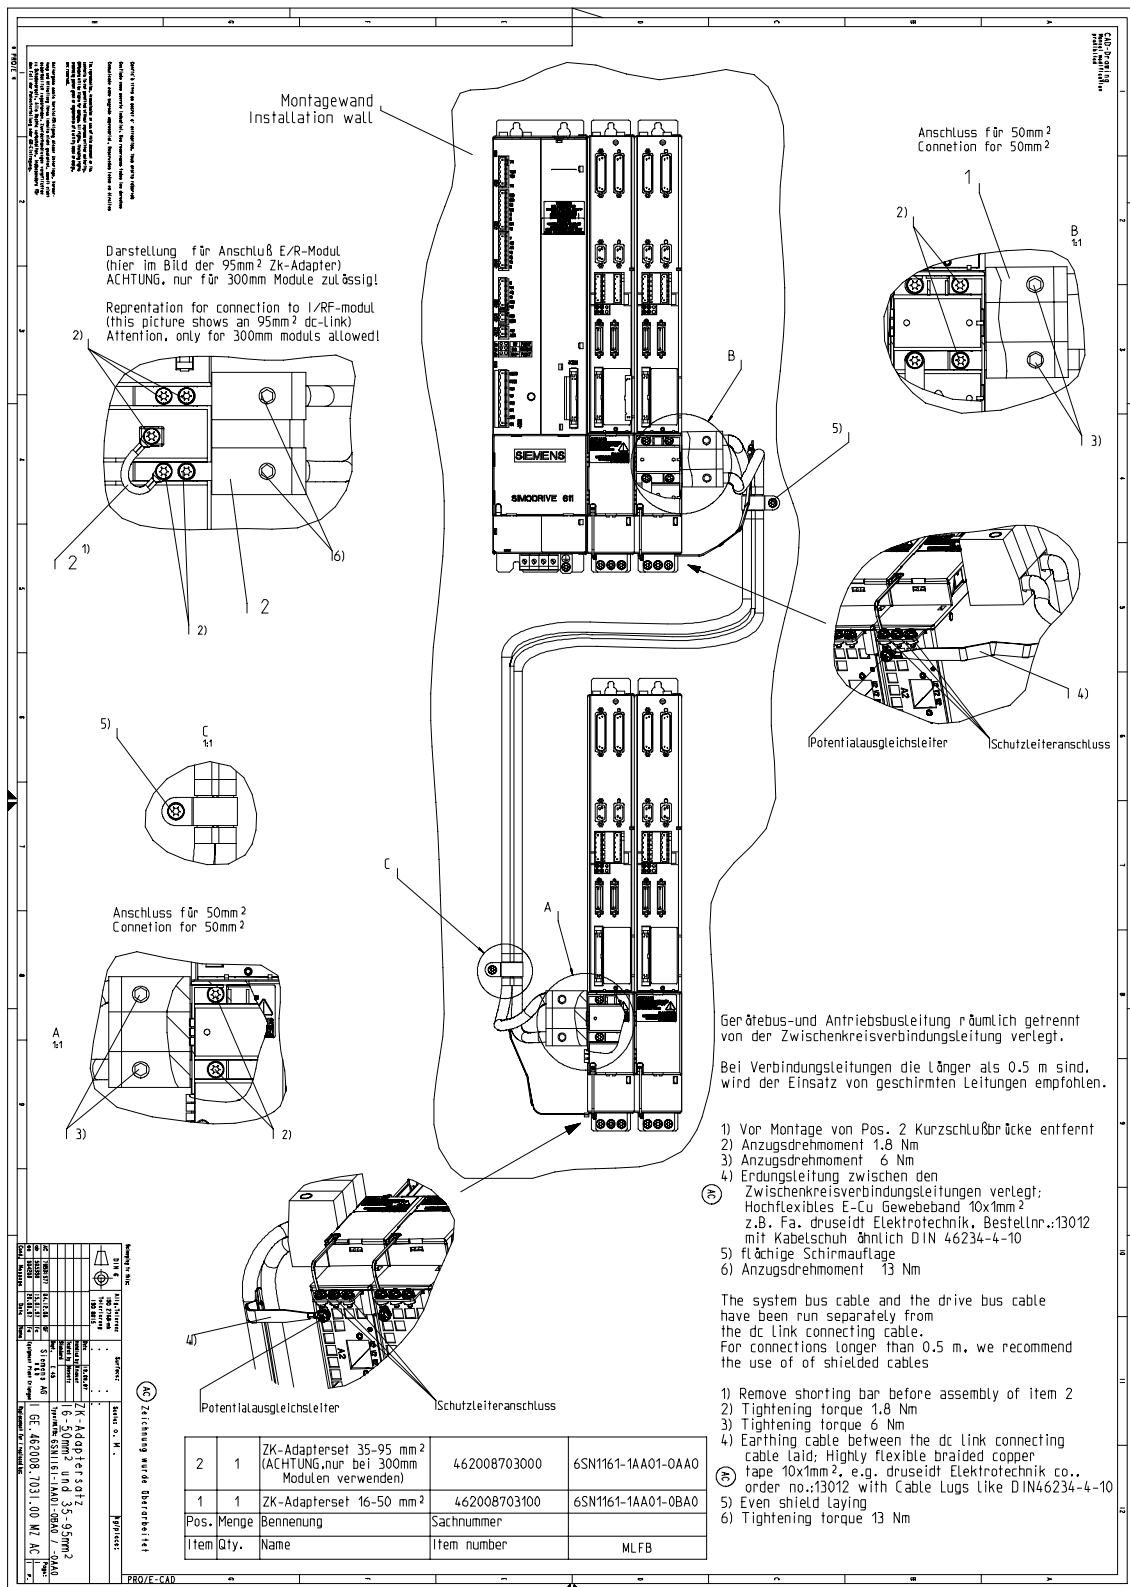 CAD-Drawing
Manual modification
prohibited
Montagewand
Installation wall
Anschluss für 50mm²
Connetion for 50mm²
1
2)
B
1:1
3)
Darstellung für Anschluß E/R-Modul
(hier im Bild der 95mm² Zk-Adapter)
ACHTUNG, nur für 300mm Module zulässig!
Reprentation for connection to I/RF-modul
(this picture shows an 95mm² dc-link)
Attention, only for 300mm moduls allowed!
2)
2 1)
2
6)
2)
B
5)
SIEMENS
SIMODRIVE 611
4)
Potentialausgleichsleiter
Schutzleiteranschluss
5)
C
1:1
C
A
Anschluss für 50mm²
Connetion for 50mm²
A
1:1
3)
2)
Gerätebus-und Antriebsbusleitung räumlich getrennt
von der Zwischenkreisverbindungsleitung verlegt.
Bei Verbindungsleitungen die länger als 0.5 m sind,
wird der Einsatz von geschirmten Leitungen empfohlen.
1) Vor Montage von Pos. 2 Kurzschlußbrücke entfernt
2) Anzugsdrehmoment 1.8 Nm
3) Anzugsdrehmoment 6 Nm
4) Erdungsleitung zwischen den
AC Zwischenkreisverbindungsleitungen verlegt;
Hochflexibles E-Cu Gewebeband 10x1mm²
z.B. Fa. druseidt Elektrotechnik, Bestellnr.:13012
mit Kabelschuh ähnlich DIN 46234-4-10
5) flächige Schirmauflage
6) Anzugsdrehmoment 13 Nm
The system bus cable and the drive bus cable
have been run separately from
the dc link connecting cable.
For connections longer than 0.5 m, we recommend
the use of of shielded cables
1) Remove shorting bar before assembly of item 2
2) Tightening torque 1.8 Nm
3) Tightening torque 6 Nm
4) Earthing cable between the dc link connecting
cable laid; Highly flexible braided copper
AC tape 10x1mm², e.g. druseidt Elektrotechnik co.,
order no.:13012 with Cable Lugs like DIN46234-4-10
5) Even shield laying
6) Tightening torque 13 Nm
4)
A2
Potentialausgleichsleiter
Schutzleiteranschluss
AC Zeichnung wurde überarbeitet
2 1 ZK-Adapterset 35-95 mm² (ACHTUNG,nur bei 300mm Modulen verwenden) 462008703000 6SN1161-1AA01-0AA0
1 1 ZK-Adapterset 16-50 mm² 462008703100 6SN1161-1AA01-0BA0
Pos. Menge Bennenung Sachnummer
Item Qty. Name Item number MLFB
ZK-Adaptersatz
16-50mm² und 35-95mm²
6SN1161-1AA01-0BA0 / -0AA0
GE.462008.7031.00 MZ AC
Siemens AG
PRO/E-CAD